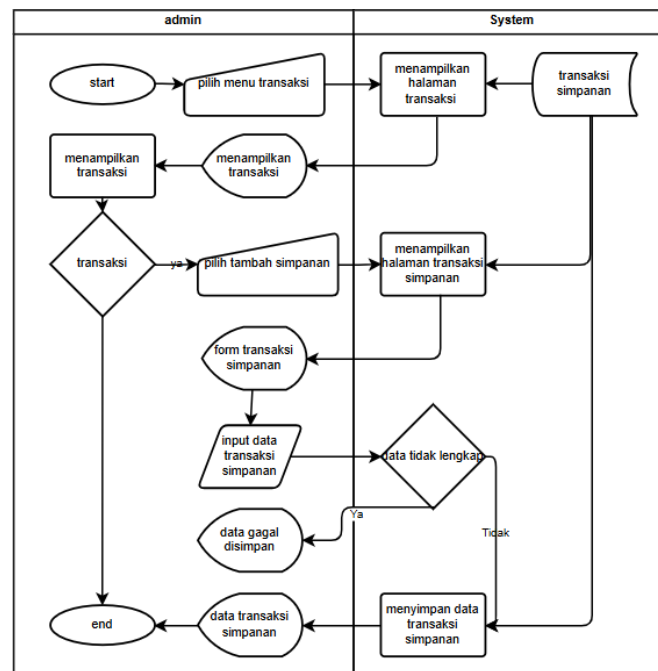 admin
System
start
pilih menu transaksi
menampilkan
halaman
transaksi
transaksi
simpanan
menampilkan
transaksi
menampilkan
transaksi
transaksi
ya
pilih tambah simpanan
menampilkan
halaman transaksi
simpanan
form transaksi
simpanan
input data
transaksi
simpanan
data tidak lengkap
Ya
Tidak
data gagal
disimpan
end
data transaksi
simpanan
menyimpan data
transaksi
simpanan